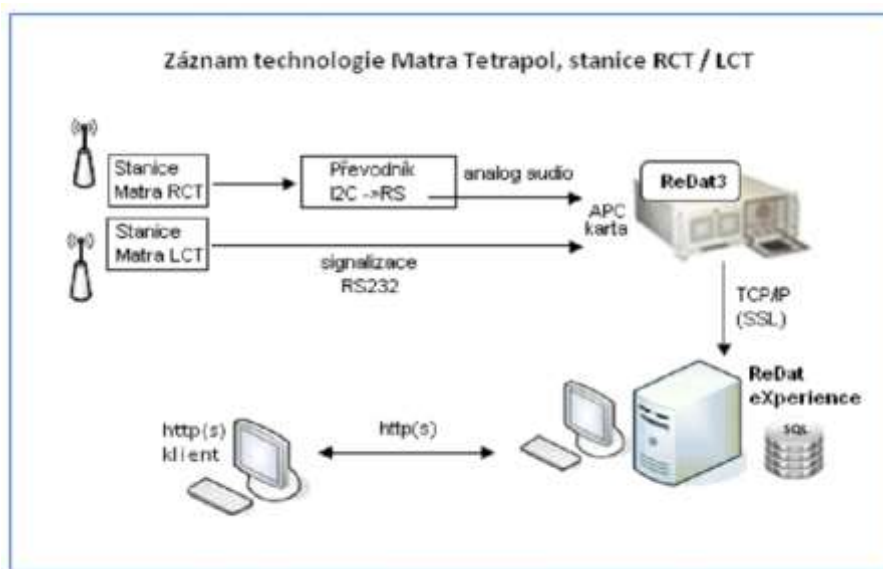 Záznam technologie Matra Tetrapol, stanice RCT / LCT
Stanice
Matra RCT
Převodník
I2C ->RS
analog audio
ReDat3
APC
karta
Stanice
Matra LCT
signalizace
RS232
TCP/IP
(SSL)
ReDat
eXperience
SQL
http(s)
klient
http(s)